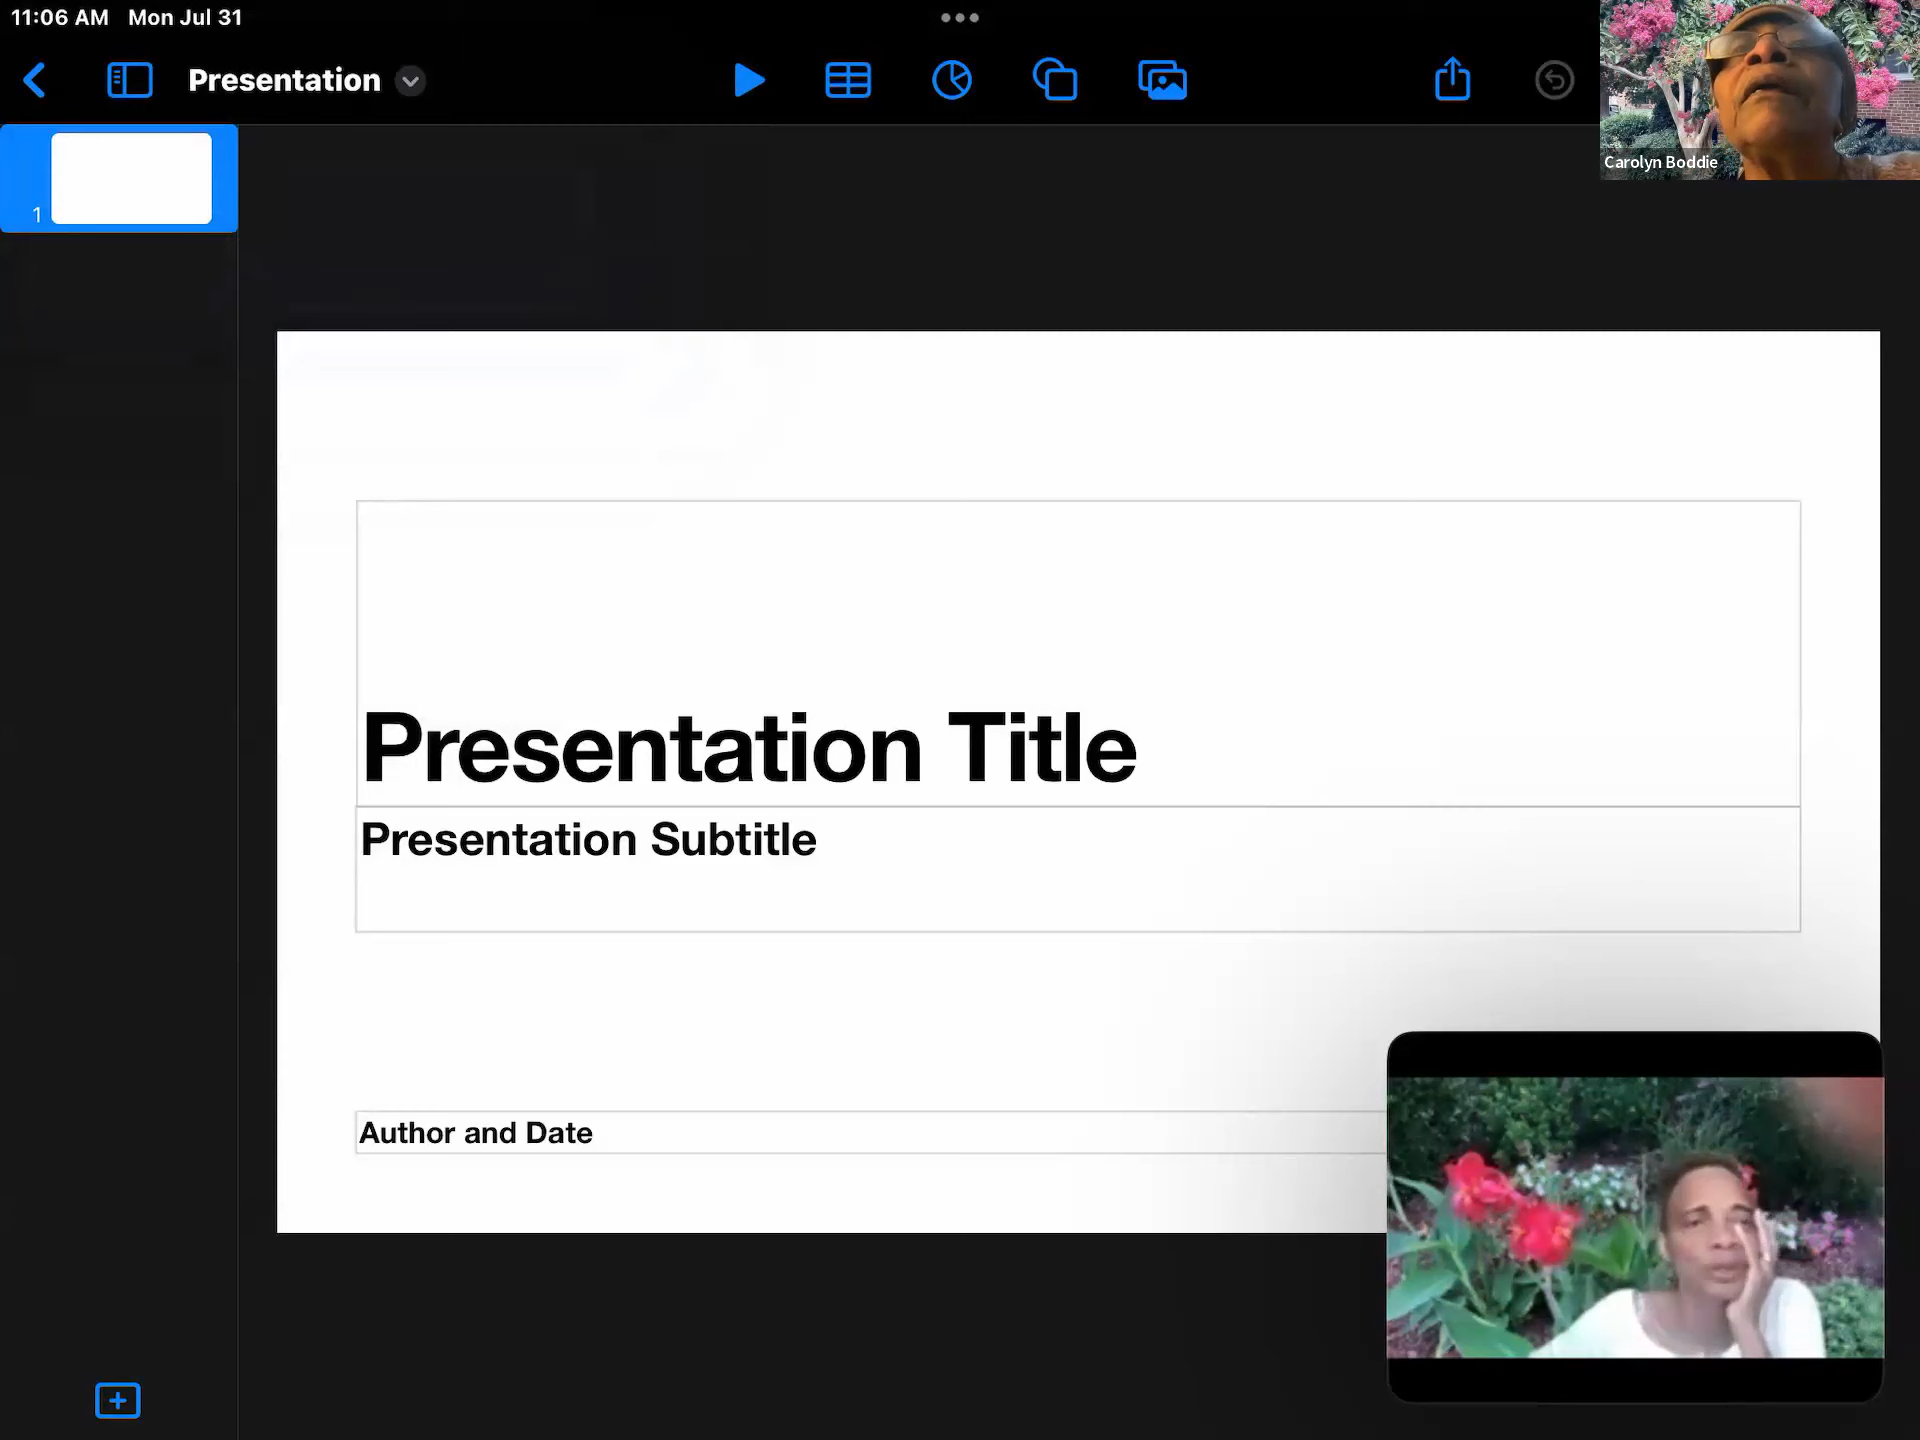 11:06 AM Mon Jul 31
Presentation
Carolyn Boddie
1
Presentation Title
Presentation Subtitle
Author and Date